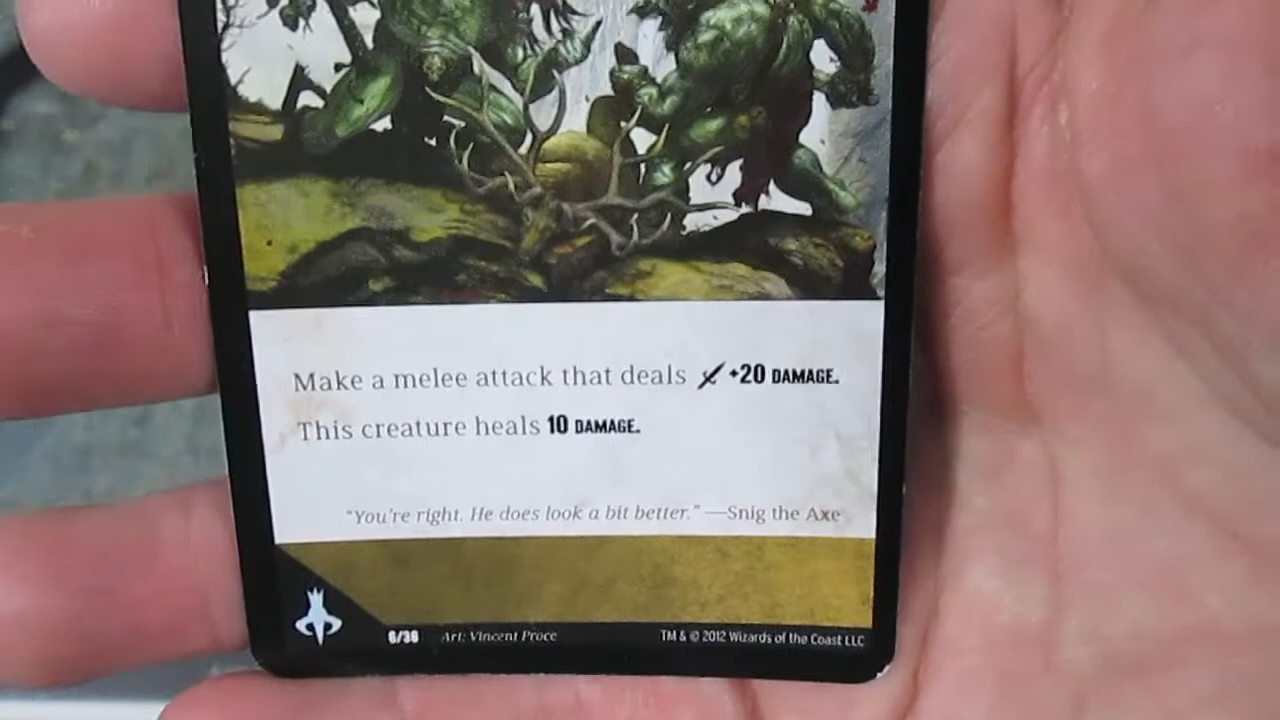 Make a melee attack that deals +20 DAMAGE.
This creature heals 10 DAMAGE.
"You're right. He does look a bit better." —Snig the Axe
6/36 Art: Vincent Proce TM & © 2012 Wizards of the Coast LLC